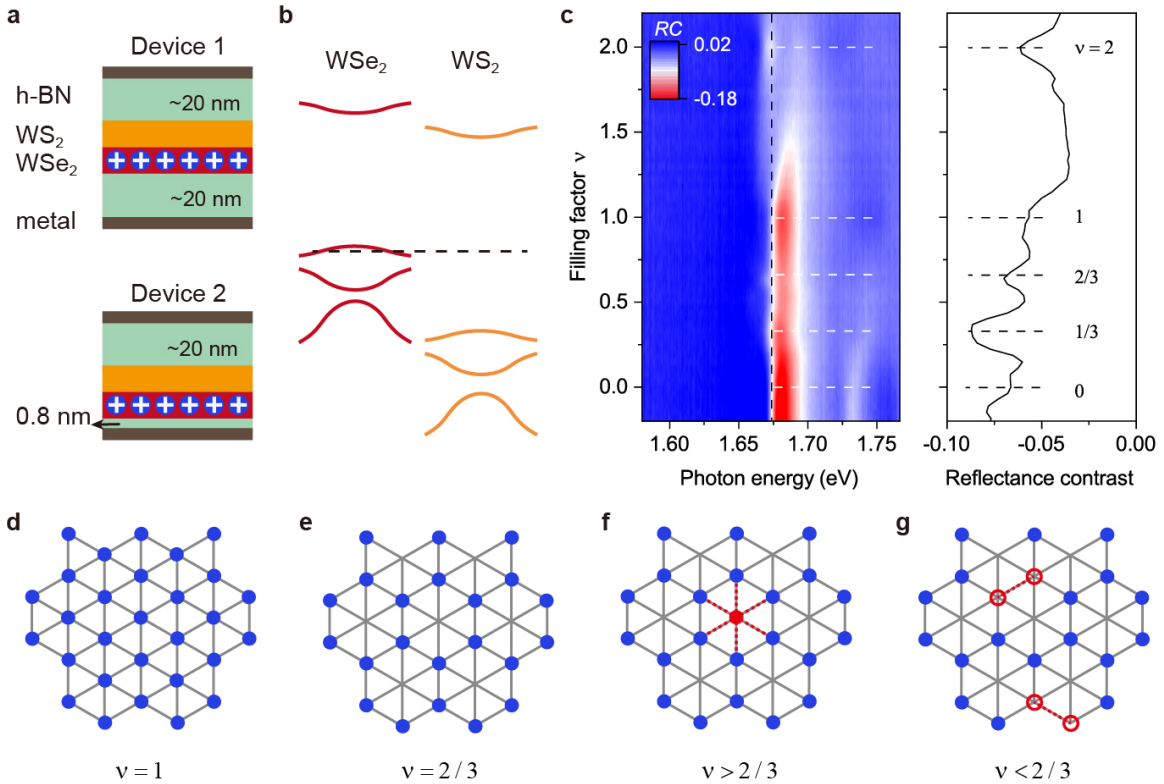 a
Device 1
h-BN
~20 nm
WS₂
WSe₂
~20 nm
metal
Device 2
~20 nm
0.8 nm
b
WSe₂
WS₂
c
RC
0.02
-0.18
Filling factor ν
2.0
1.5
1.0
0.5
0.0
1.60
1.65
1.70
1.75
Photon energy (eV)
ν = 2
1
2/3
1/3
0
-0.10
-0.05
0.00
Reflectance contrast
d
ν = 1
e
ν = 2 / 3
f
ν > 2 / 3
g
ν < 2 / 3